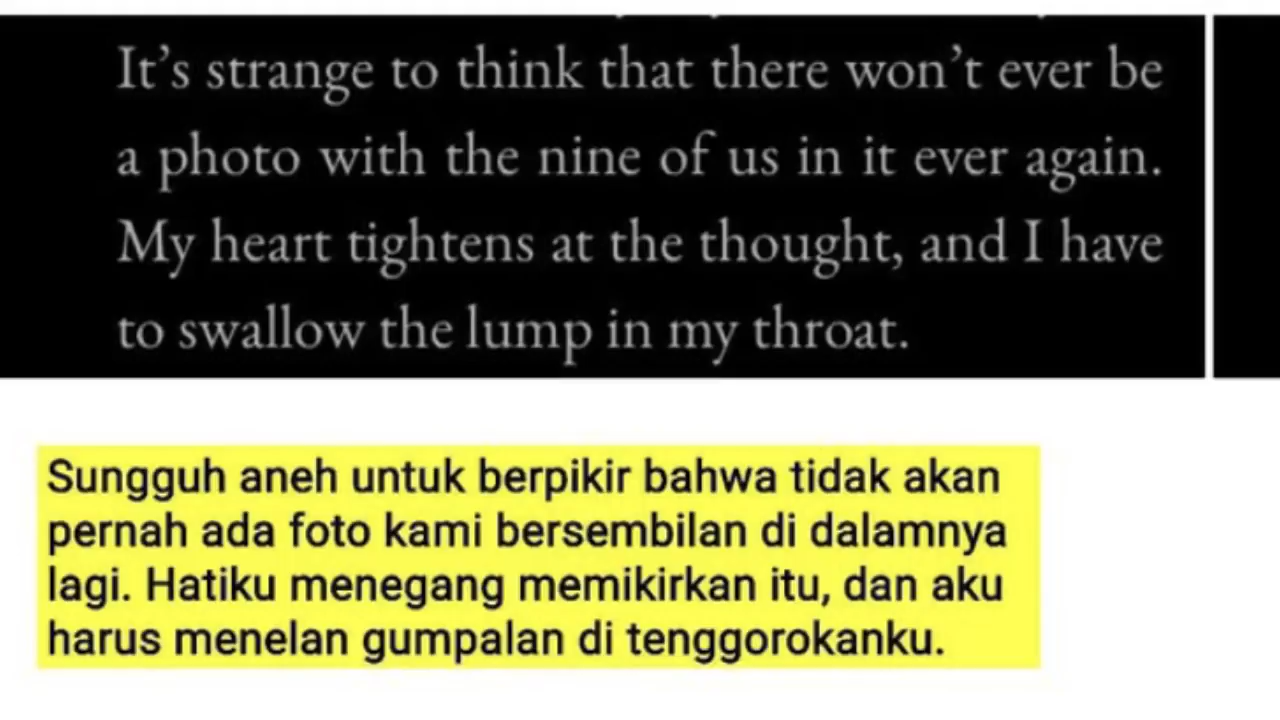 It’s strange to think that there won’t ever be
a photo with the nine of us in it ever again.
My heart tightens at the thought, and I have
to swallow the lump in my throat.
Sungguh aneh untuk berpikir bahwa tidak akan
pernah ada foto kami bersembilan di dalamnya
lagi. Hatiku menegang memikirkan itu, dan aku
harus menelan gumpalan di tenggorokanku.